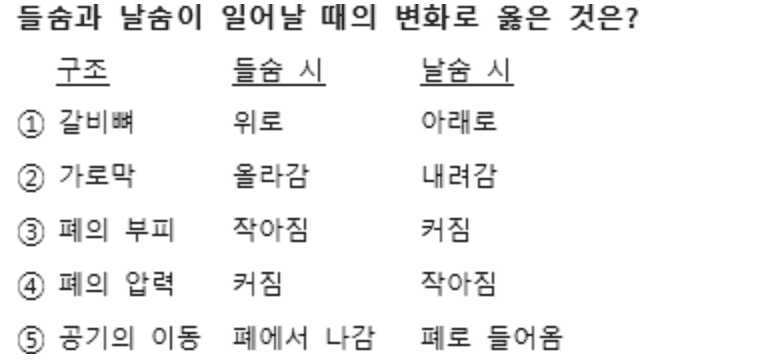 들숨과 날숨이 일어날 때의 변화로 옳은 것은?
구조 들숨 시 날숨 시
① 갈비뼈 위로 아래로
② 가로막 올라감 내려감
③ 폐의 부피 작아짐 커짐
④ 폐의 압력 커짐 작아짐
⑤ 공기의 이동 폐에서 나감 폐로 들어옴